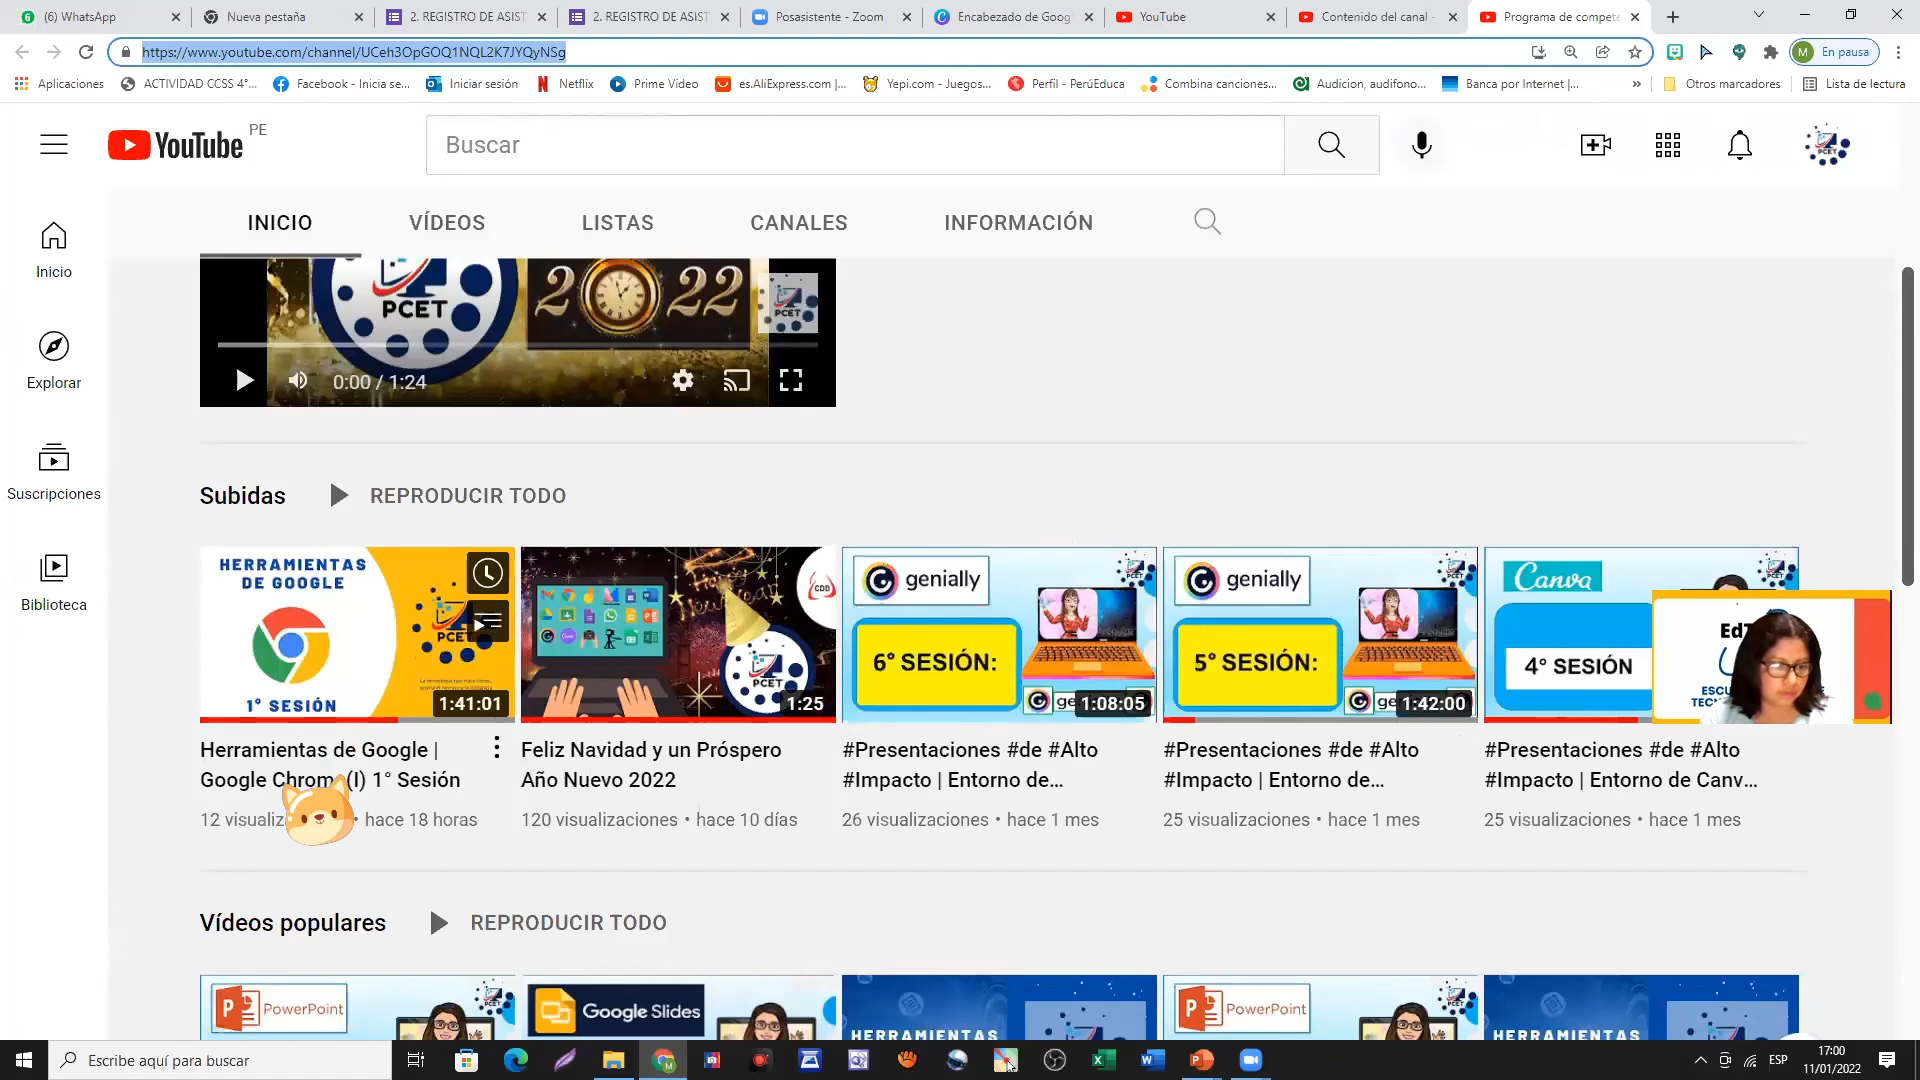 (6) WhatsApp
Nueva pestaña
2. REGISTRO DE ASIST
2. REGISTRO DE ASIST
Posasistente - Zoom
Encabezado de Goog
YouTube
Contenido del canal -
Programa de compete
https://www.youtube.com/channel/UCeh3OpGOQ1NQL2K7JYQyNSg
M En pausa
Aplicaciones
ACTIVIDAD CCSS 4°...
Facebook - Inicia se...
Iniciar sesión
Netflix
Prime Video
es.AliExpress.com |...
Yepi.com - Juegos...
Perfil - PerúEduca
Combina canciones...
Audicion, audifono...
Banca por Internet |...
»
Otros marcadores
Lista de lectura
YouTube PE
Buscar
INICIO
VÍDEOS
LISTAS
CANALES
INFORMACIÓN
Inicio
Explorar
Suscripciones
Biblioteca
PCET
2022
PCET
0:00 / 1:24
Subidas
REPRODUCIR TODO
HERRAMIENTAS
DE GOOGLE
PCET
1° SESIÓN
1:41:01
CDD
PCET
1:25
genially
6° SESIÓN:
1:08:05
genially
5° SESIÓN:
1:42:00
Canva
4° SESIÓN
Herramientas de Google |
Google Chrome (I) 1° Sesión
12 visualiz • hace 18 horas
Feliz Navidad y un Próspero
Año Nuevo 2022
120 visualizaciones • hace 10 días
#Presentaciones #de #Alto
#Impacto | Entorno de...
26 visualizaciones • hace 1 mes
#Presentaciones #de #Alto
#Impacto | Entorno de...
25 visualizaciones • hace 1 mes
#Presentaciones #de #Alto
#Impacto | Entorno de Canv...
25 visualizaciones • hace 1 mes
Vídeos populares
REPRODUCIR TODO
PowerPoint
Google Slides
HERRAMIENTAS
PowerPoint
HERRAMIENTAS
Escribe aquí para buscar
ESP
17:00
11/01/2022